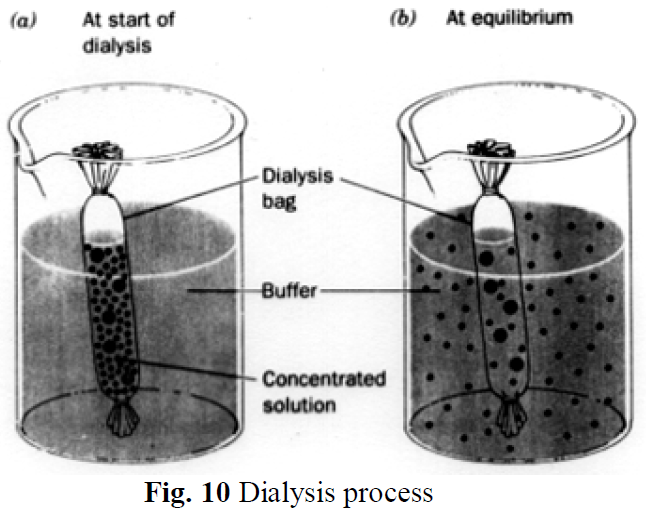 (a) At start of
dialysis
(b) At equilibrium
Dialysis
bag
Buffer
Concentrated
solution
Fig. 10 Dialysis process